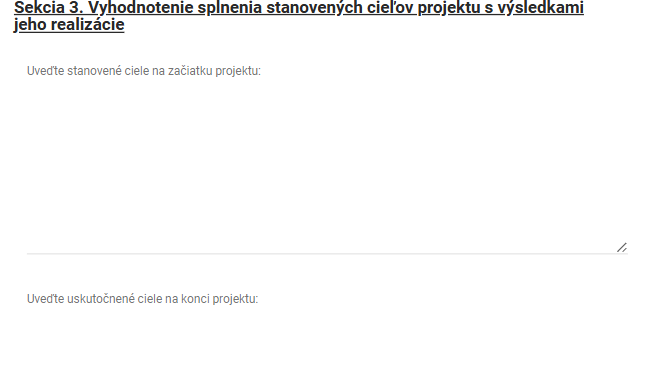 Sekcia 3. Vyhodnotenie splnenia stanovených cieľov projektu s výsledkami
jeho realizácie
Uveďte stanovené ciele na začiatku projektu:
Uveďte uskutočnené ciele na konci projektu: